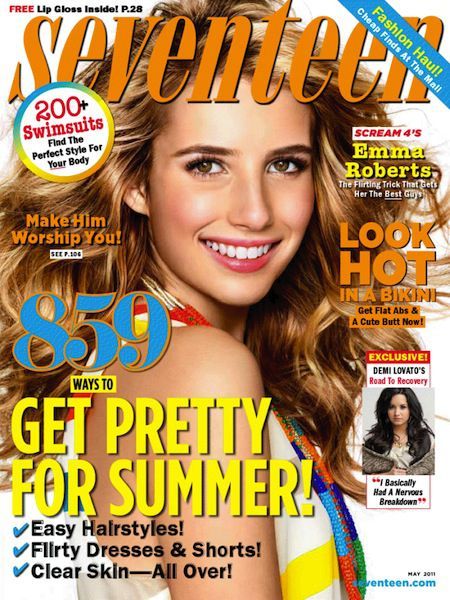 FREE Lip Gloss Inside! P.28
seventeen
Fashion Haul!
Cheap Finds At The Mall
200+
Swimsuits
Find The
Perfect Style For
Your Body
SCREAM 4'S
Emma
Roberts
The Flirting Trick That Gets
Her The Best Guys
Make Him
Worship You!
SEE P.106
LOOK
HOT
IN A BIKINI
Get Flat Abs &
A Cute Butt Now!
859
WAYS TO
GET PRETTY
FOR SUMMER!
✔Easy Hairstyles!
✔Flirty Dresses & Shorts!
✔Clear Skin—All Over!
EXCLUSIVE!
DEMI LOVATO'S
Road To Recovery
"I Basically
Had A Nervous
Breakdown"
MAY 2011
seventeen.com